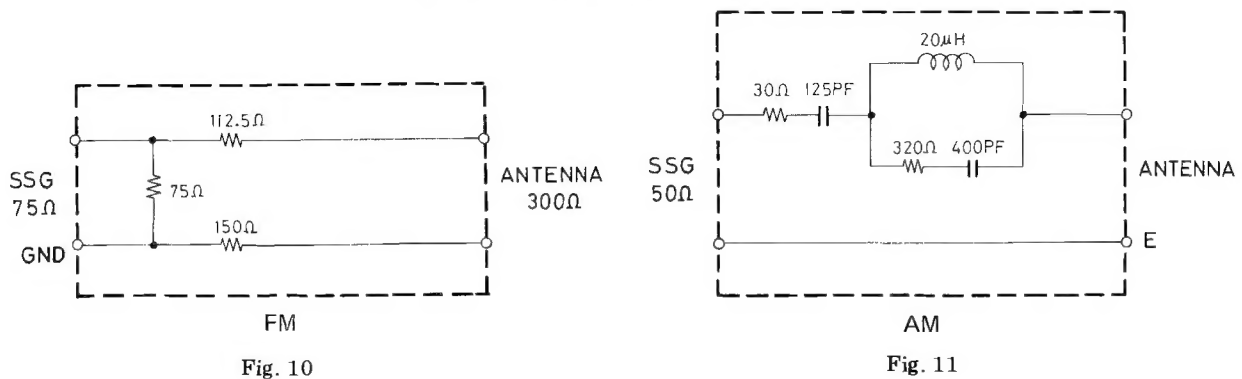 112.5Ω
SSG
75Ω
75Ω
150Ω
GND
ANTENNA
300Ω
FM
Fig. 10
20μH
30Ω 125PF
320Ω 400PF
SSG
50Ω
ANTENNA
E
AM
Fig. 11